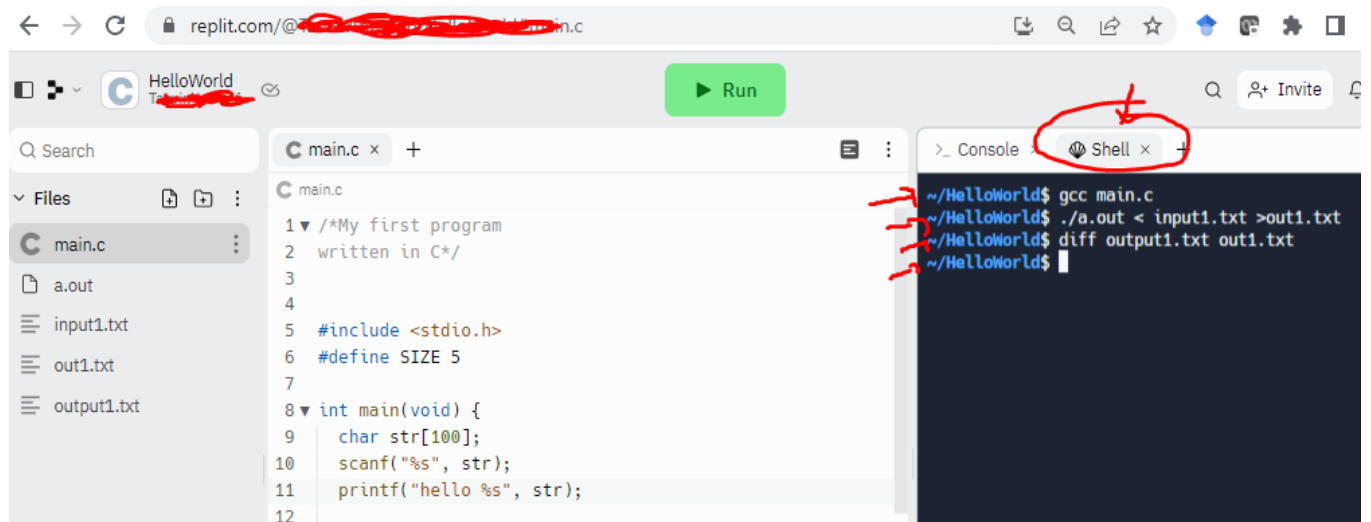 replit.com/@
in.c
HelloWorld
Run
Invite
Search
main.c × +
>_ Console
Shell × +
Files
main.c
main.c
a.out
input1.txt
out1.txt
output1.txt
1 /*My first program
2 written in C*/
3
4
5 #include <stdio.h>
6 #define SIZE 5
7
8 int main(void) {
9 char str[100];
10 scanf("%s", str);
11 printf("hello %s", str);
12
~/HelloWorld$ gcc main.c
~/HelloWorld$ ./a.out < input1.txt >out1.txt
~/HelloWorld$ diff output1.txt out1.txt
~/HelloWorld$